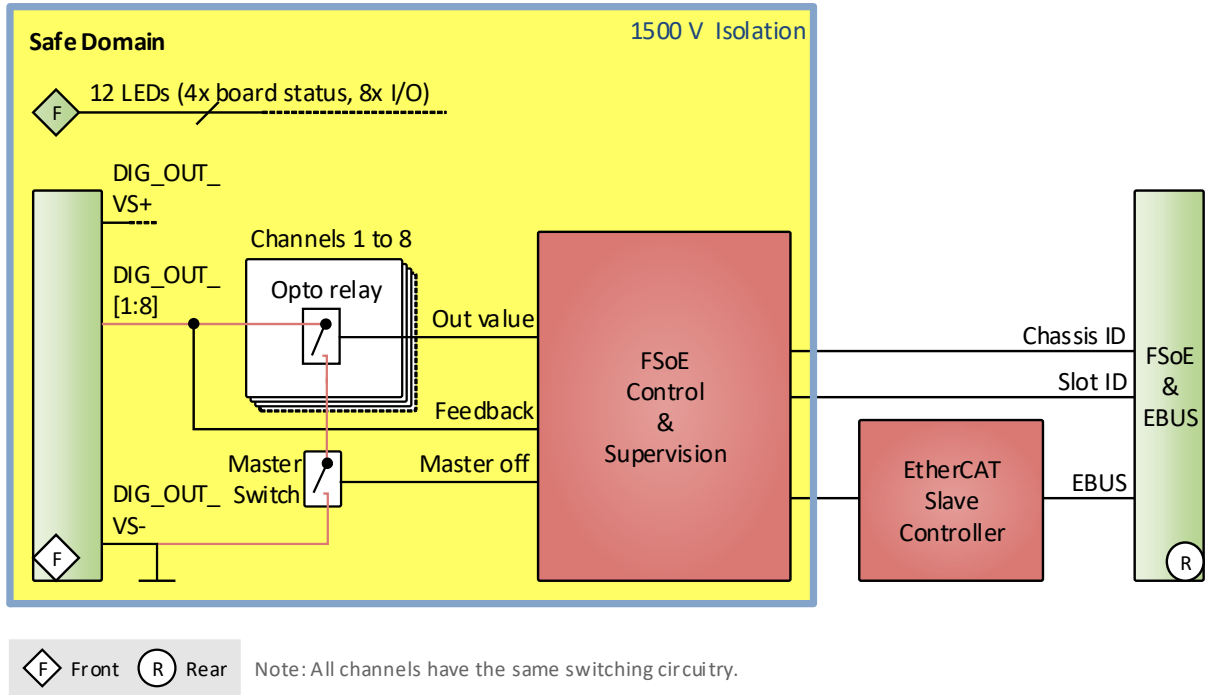 1500 V Isolation
Safe Domain
12 LEDs (4x board status, 8x I/O)
F
DIG_OUT_
VS+
Channels 1 to 8
DIG_OUT_
[1:8]
Opto relay
Out value
Feedback
Master
Switch
Master off
DIG_OUT_
VS-
F
FSoE
Control
&
Supervision
Chassis ID
Slot ID
EBUS
EtherCAT
Slave
Controller
FSoE
&
EBUS
R
F Front R Rear Note: All channels have the same switching circuitry.